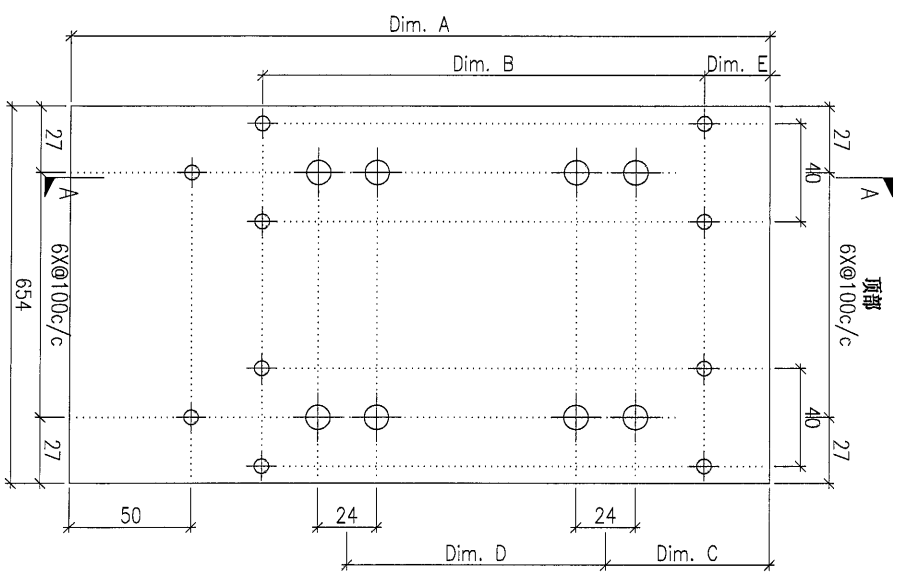 Dim. A
Dim. B
Dim. E
27
27
40
A
A
654
6X@100c/c
6X@100c/c
顶部
40
27
27
50
24
24
Dim. D
Dim. C